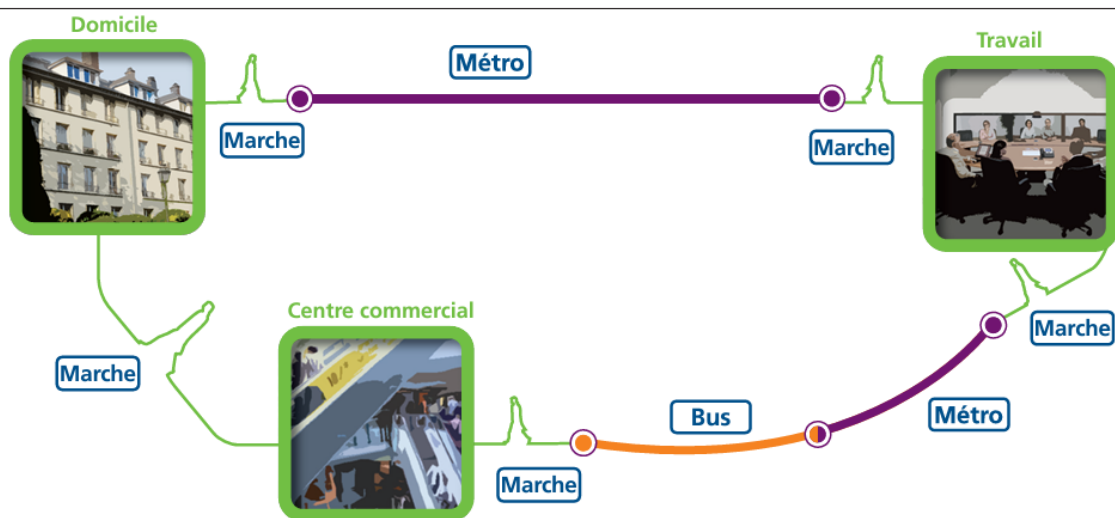 Domicile
Métro
Travail
Marche
Marche
Centre commercial
Marche
Marche
Bus
Métro
Marche